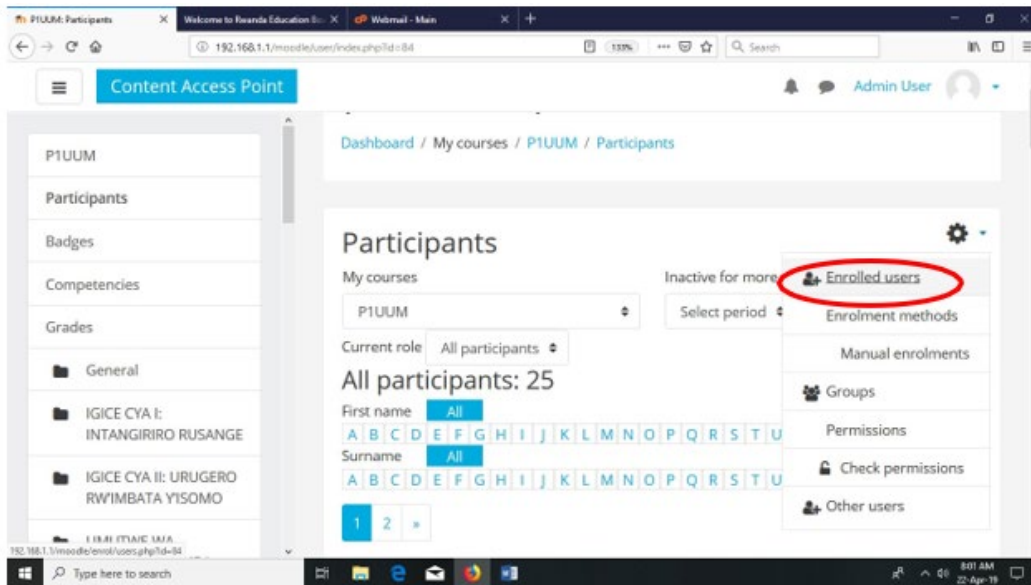 PIUUM: Participants
Welcome to Rwanda Education Bo
Webmail - Main
192.168.1.1/moodle/user/index.php?id=84
133%
Search
Content Access Point
Admin User
Dashboard / My courses / P1UUM / Participants
P1UUM
Participants
Badges
Competencies
Grades
General
IGICE CYA I:
INTANGIRIRO RUSANGE
IGICE CYA II: URUGERO
RW'IMBATA Y'ISOMO
Participants
My courses
Inactive for more
P1UUM
Select period
Current role All participants
All participants: 25
First name All
A B C D E F G H I J K L M N O P Q R S T U
Surname All
A B C D E F G H I J K L M N O P Q R S T U
1 2 »
Enrolled users
Enrolment methods
Manual enrolments
Groups
Permissions
Check permissions
Other users
192.168.1.1/moodle/enrol/users.php?id=84
Type here to search
8:01 AM
22-Apr-19